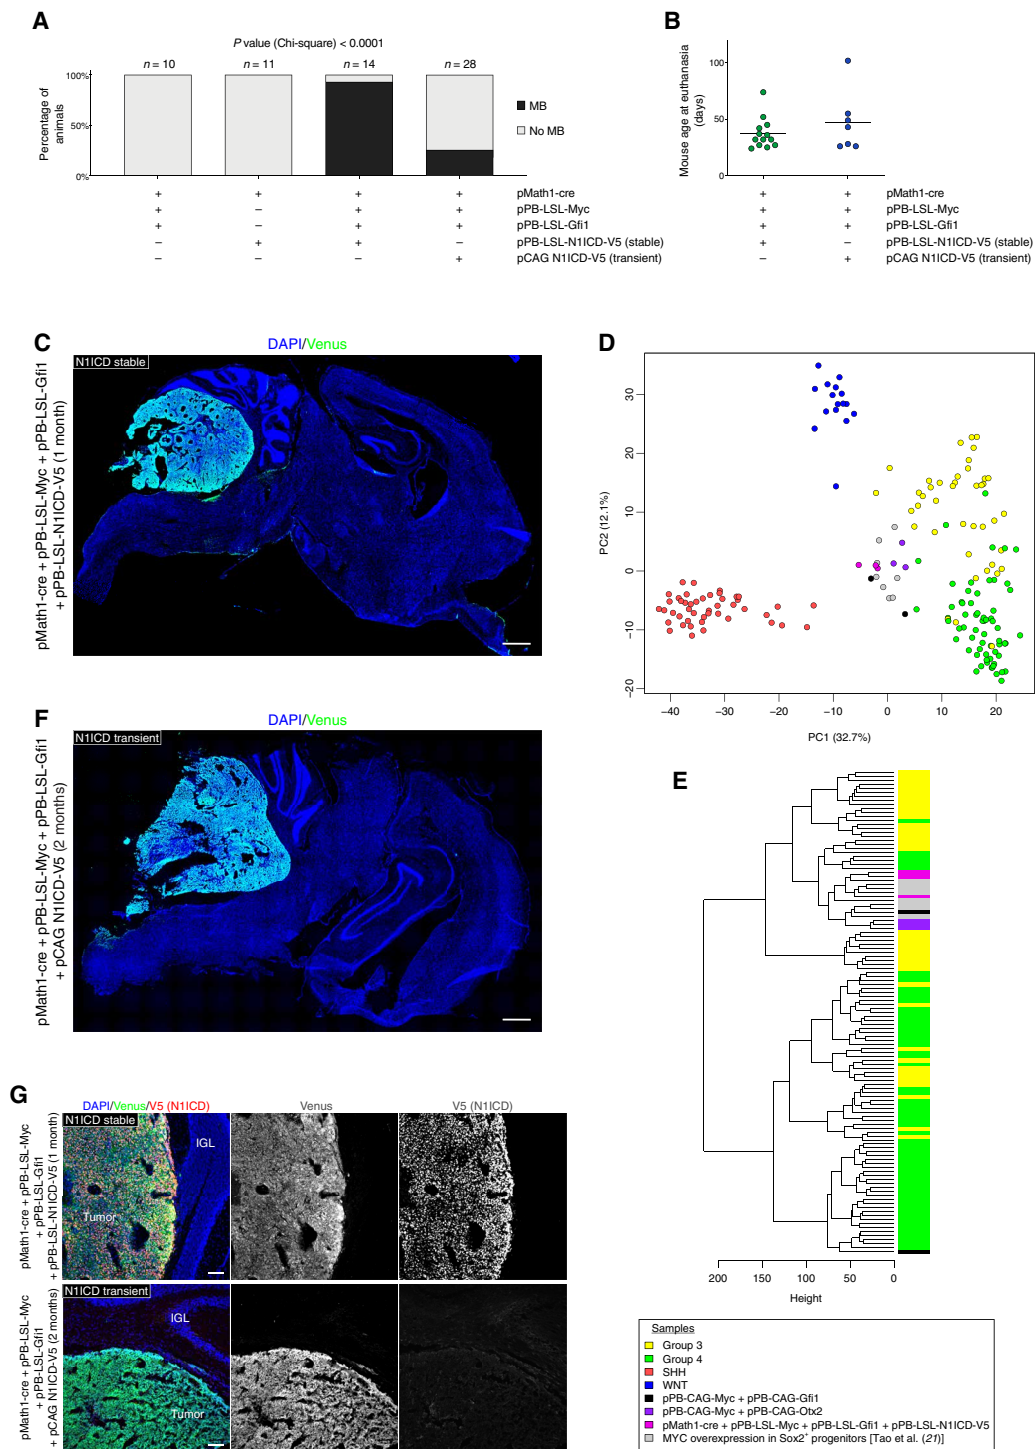 A
P value (Chi-square) < 0.0001
n = 10
n = 11
n = 14
n = 28
Percentage of animals
100%
50%
0%
MB
No MB
+ + + + pMath1-cre
+ – + + pPB-LSL-Myc
+ – + + pPB-LSL-Gfi1
– + + – pPB-LSL-N1ICD-V5 (stable)
– – – + pCAG N1ICD-V5 (transient)
B
Mouse age at euthanasia (days)
100
50
0
+ + pMath1-cre
+ + pPB-LSL-Myc
+ + pPB-LSL-Gfi1
+ – pPB-LSL-N1ICD-V5 (stable)
– + pCAG N1ICD-V5 (transient)
C
DAPI/Venus
N1ICD stable
pMath1-cre + pPB-LSL-Myc + pPB-LSL-Gfi1
+ pPB-LSL-N1ICD-V5 (1 month)
D
PC2 (12.1%)
30
20
10
0
−10
−20
−40 −30 −20 −10 0 10 20
PC1 (32.7%)
F
DAPI/Venus
N1ICD transient
pMath1-cre + pPB-LSL-Myc + pPB-LSL-Gfi1
+ pCAG N1ICD-V5 (2 months)
E
200 150 100 50 0
Height
G
DAPI/Venus/V5 (N1ICD)
Venus
V5 (N1ICD)
pMath1-cre + pPB-LSL-Myc
+ pPB-LSL-Gfi1
+ pPB-LSL-N1ICD-V5 (1 month)
N1ICD stable
IGL
Tumor
pMath1-cre + pPB-LSL-Myc
+ pPB-LSL-Gfi1
+ pCAG N1ICD-V5 (2 months)
N1ICD transient
IGL
Tumor
Samples
Group 3
Group 4
SHH
WNT
pPB-CAG-Myc + pPB-CAG-Gfi1
pPB-CAG-Myc + pPB-CAG-Otx2
pMath1-cre + pPB-LSL-Myc + pPB-LSL-Gfi1 + pPB-LSL-N1ICD-V5
MYC overexpression in Sox2+ progenitors [Tao et al. (21)]